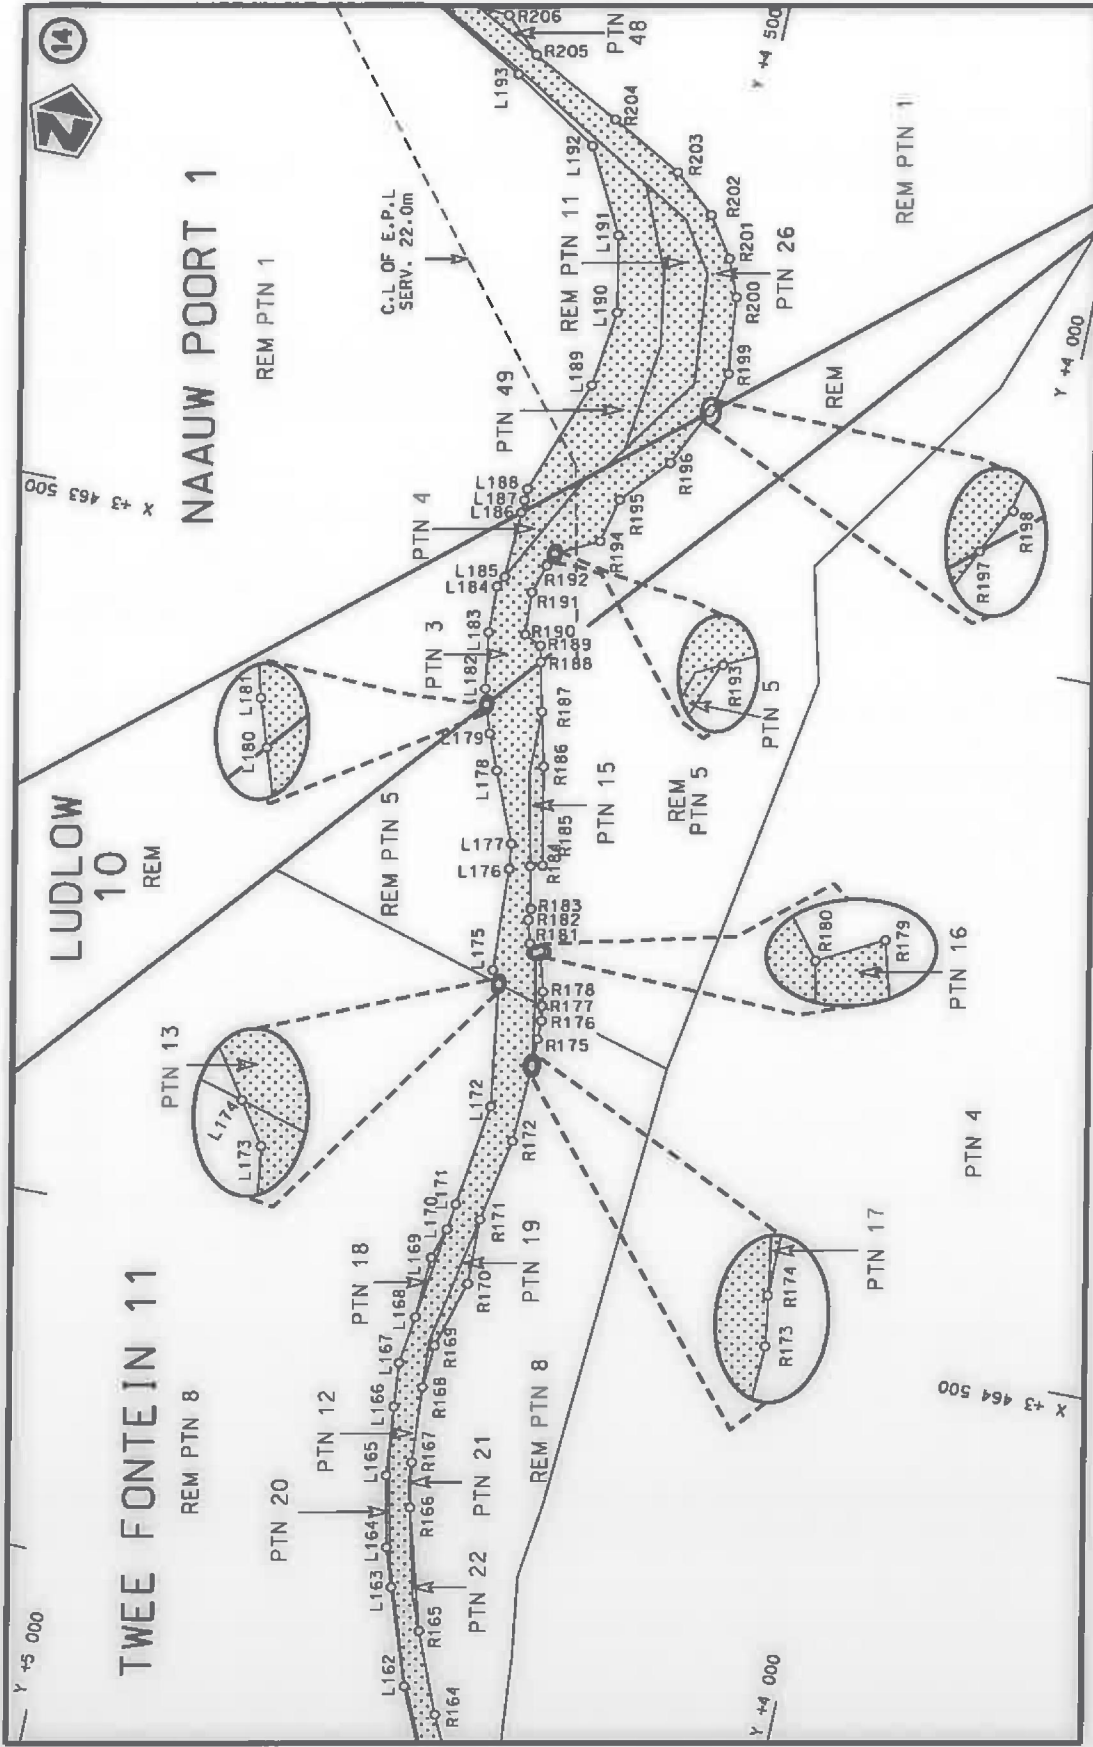 14
N
NAAUW POORT 1
REM PTN 1
LUDLOW
10
REM
TWEE FONTEIN 11
REM PTN 8
Y +5 000
X +3 463 500
C.L OF E.P.L
SERV. 22.0m
Y +4 500
REM PTN 1
Y +4 000
X +3 464 500
Y +4 000
PTN 20
PTN 12
PTN 18
PTN 13
REM PTN 5
PTN 3
PTN 4
PTN 49
REM PTN 11
PTN 48
PTN 26
REM
PTN 5
REM
PTN 5
PTN 15
PTN 16
PTN 4
PTN 17
PTN 19
REM PTN 8
PTN 21
PTN 22
L162
L163
L164
L165
L166
L167
L168
L169
L170
L171
L172
L173
L174
L175
L176
L177
L178
L179
L180
L181
L182
L183
L184
L185
L186
L187
L188
L189
L190
L191
L192
L193
R164
R165
R166
R167
R168
R169
R170
R171
R172
R173
R174
R175
R176
R177
R178
R179
R180
R181
R182
R183
R184
R185
R186
R187
R188
R189
R190
R191
R192
R193
R194
R195
R196
R197
R198
R199
R200
R201
R202
R203
R204
R205
R206